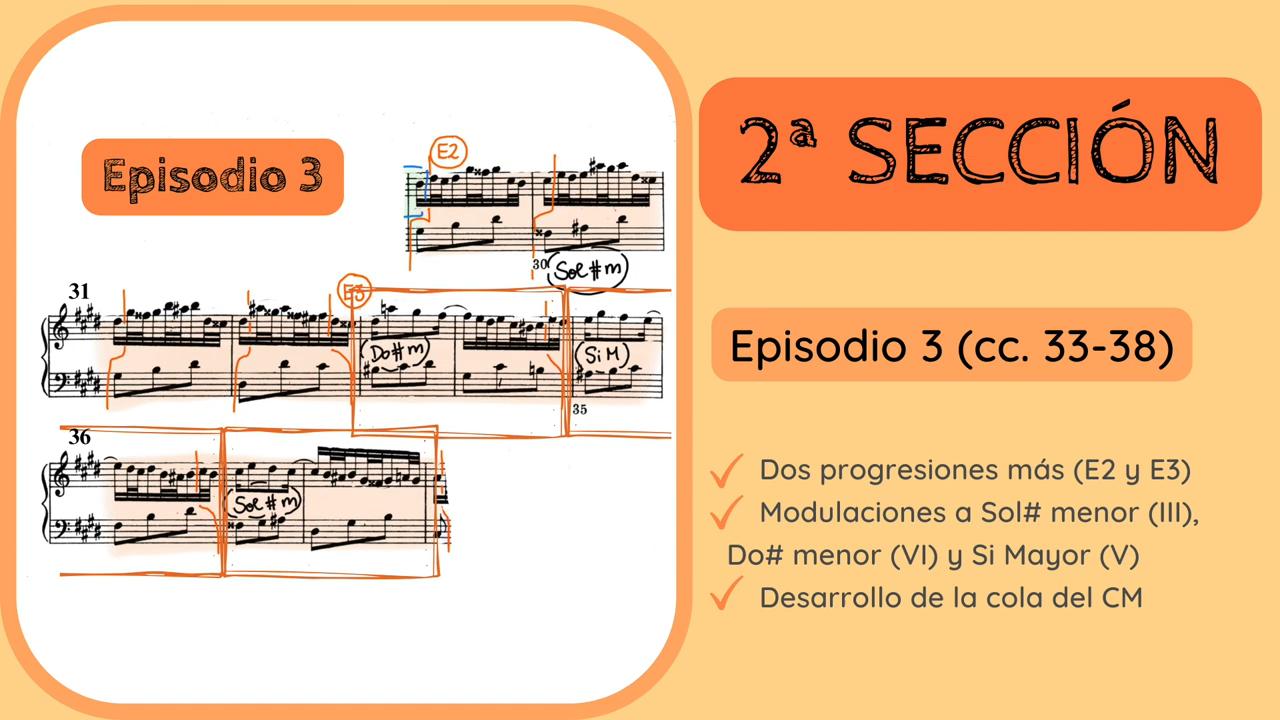 Episodio 3
E2
30
Sol#m
31
E3
Do#m
Si M
35
36
Sol#m
2ª SECCIÓN
Episodio 3 (cc. 33-38)
Dos progresiones más (E2 y E3)
Modulaciones a Sol# menor (III),
Do# menor (VI) y Si Mayor (V)
Desarrollo de la cola del CM